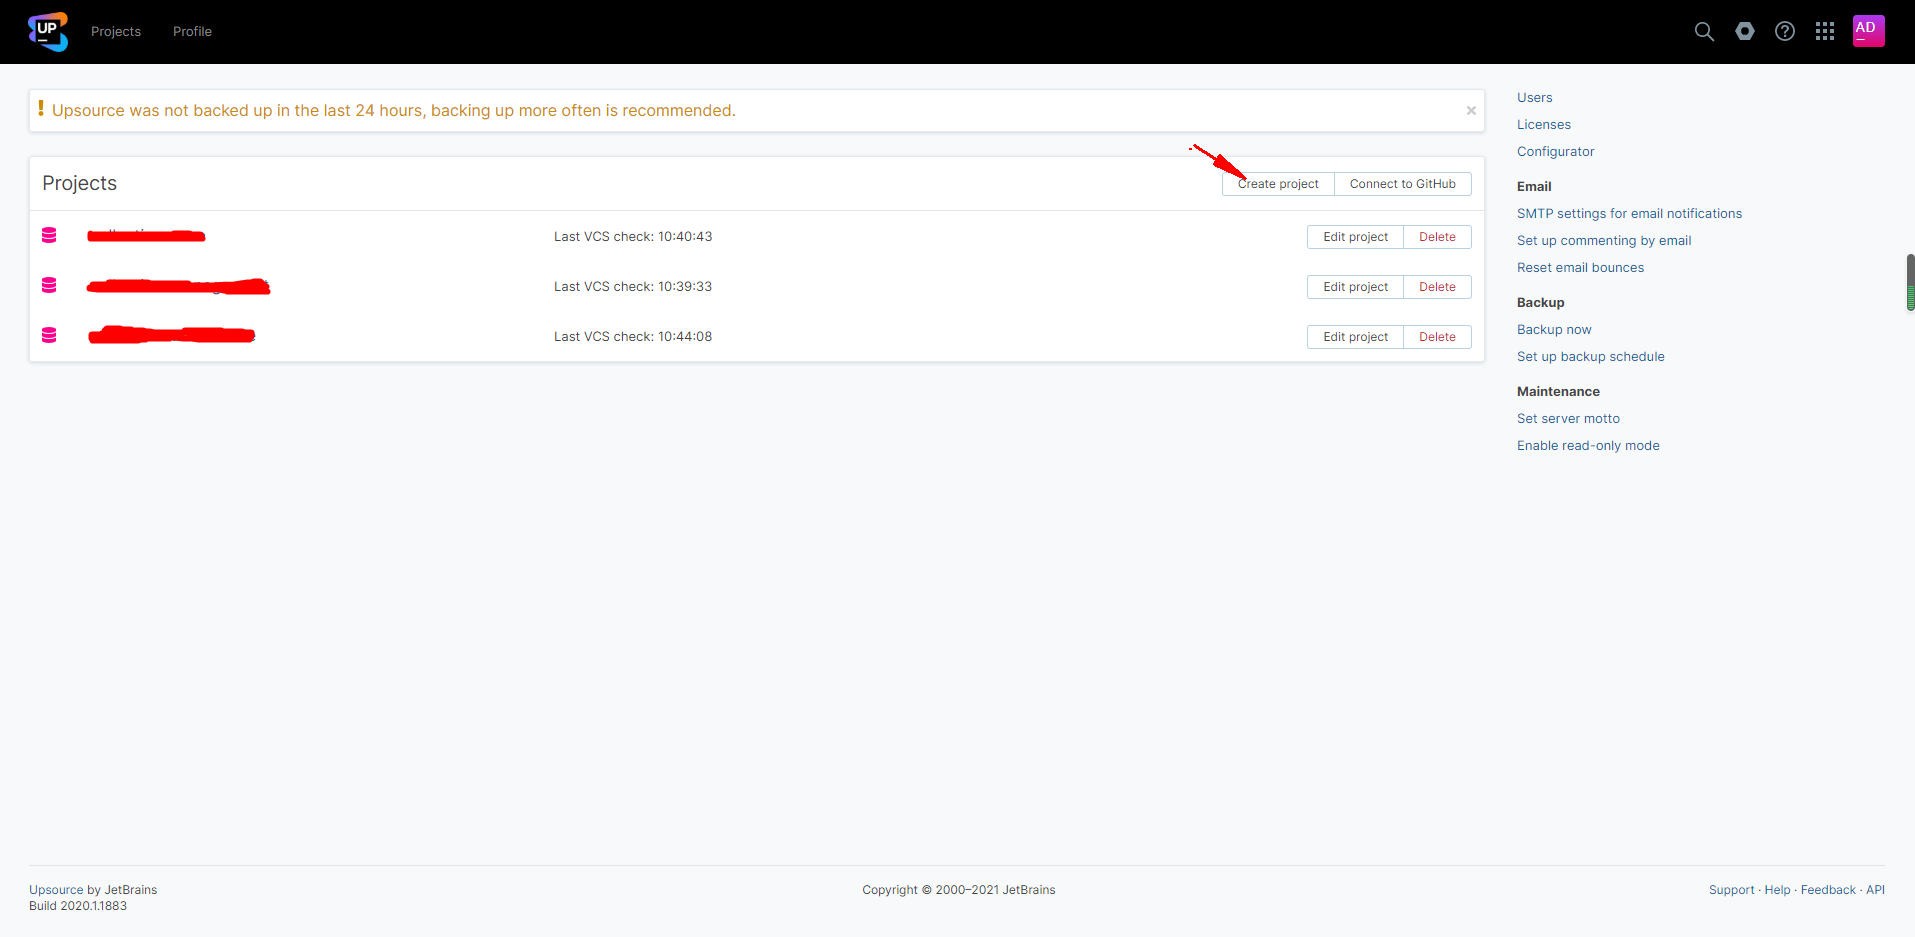 UP
Projects
Profile
AD
Upsource was not backed up in the last 24 hours, backing up more often is recommended.
Projects
Create project
Connect to GitHub
Last VCS check: 10:40:43
Edit project
Delete
Last VCS check: 10:39:33
Edit project
Delete
Last VCS check: 10:44:08
Edit project
Delete
Users
Licenses
Configurator
Email
SMTP settings for email notifications
Set up commenting by email
Reset email bounces
Backup
Backup now
Set up backup schedule
Maintenance
Set server motto
Enable read-only mode
Upsource by JetBrains
Build 2020.1.1883
Copyright © 2000–2021 JetBrains
Support · Help · Feedback · API